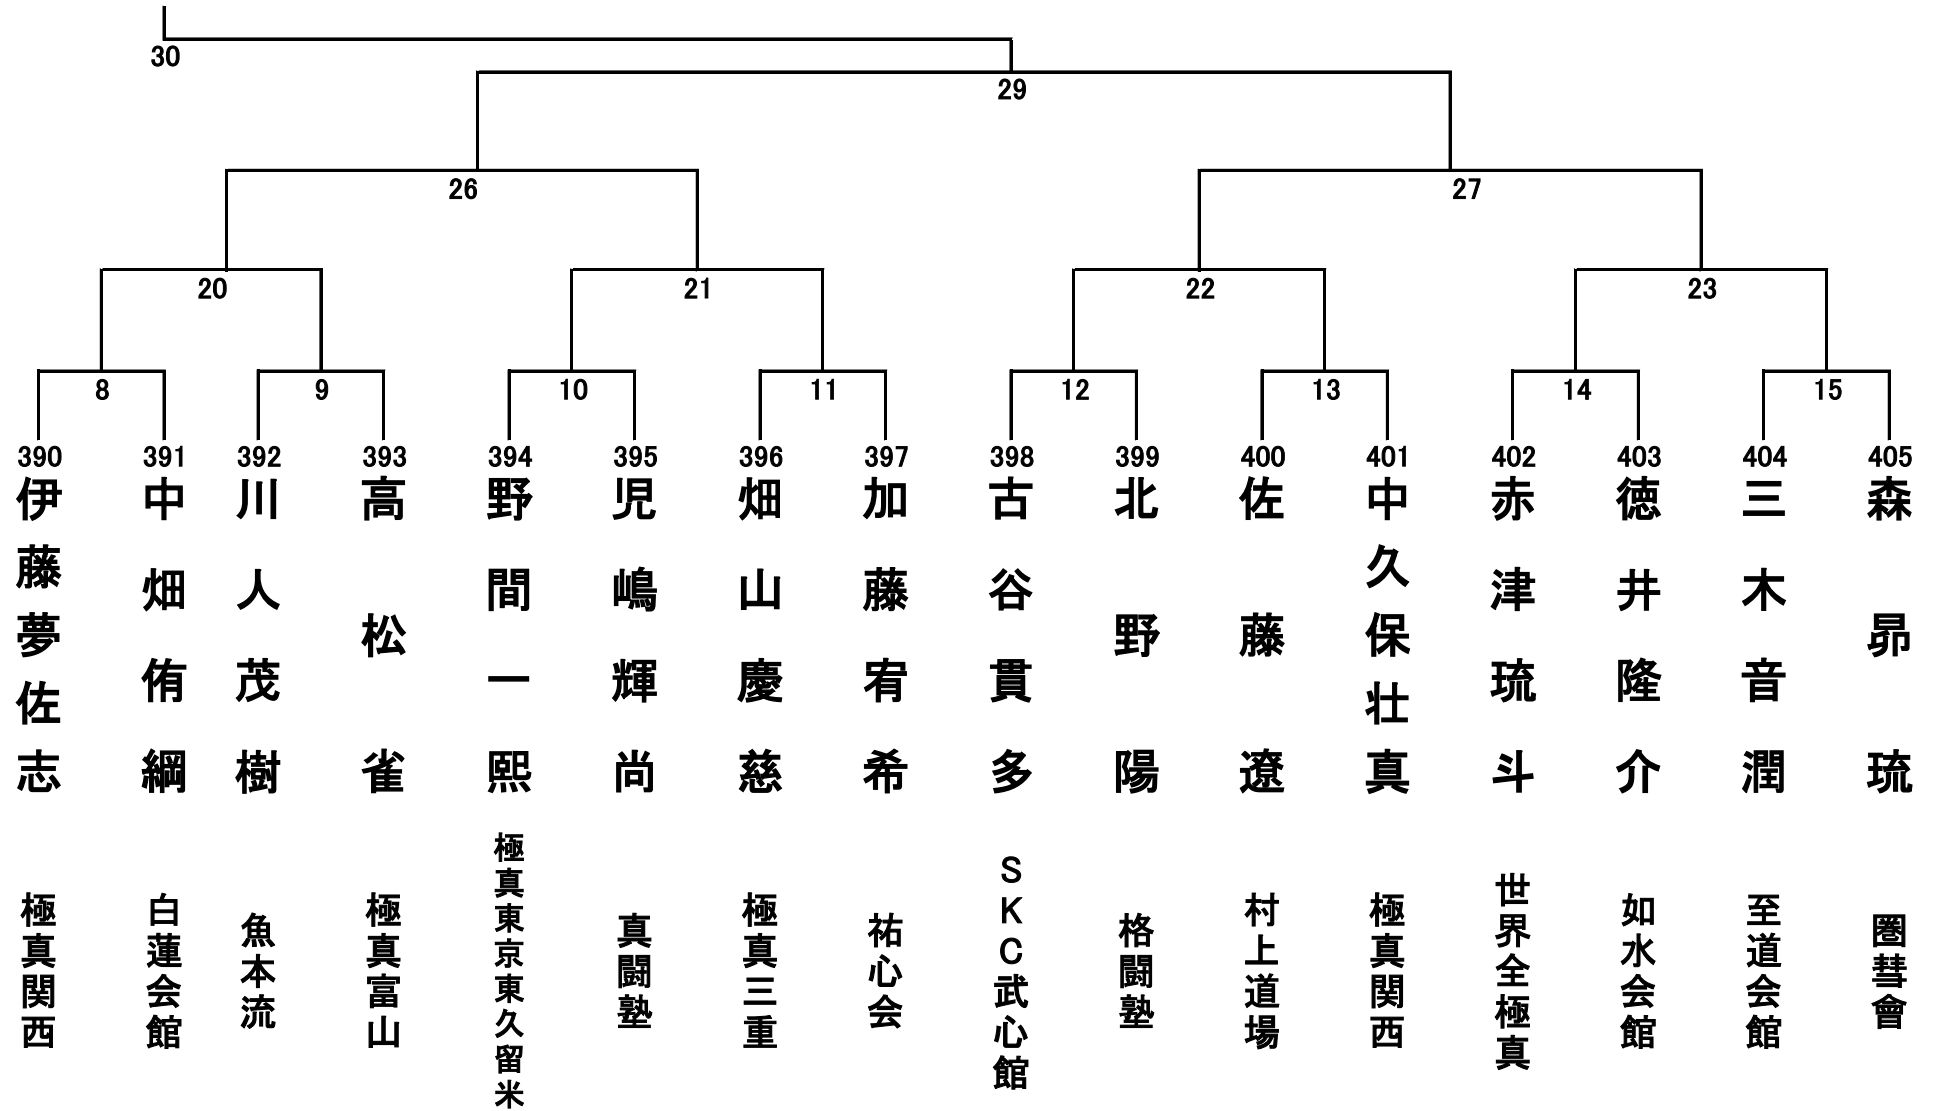 30
29
26
27
20
21
22
23
8
9
10
11
12
13
14
15
390
391
392
393
394
395
396
397
398
399
400
401
402
403
404
405
伊藤夢佐志
中畑侑綱
川人茂樹
高松雀
野間一熙
児嶋輝尚
畑山慶慈
加藤宥希
古谷貫多
北野陽
佐藤遼
中久保壮真
赤津琉斗
徳井隆介
三木音潤
森昴琉
極真関西
白蓮会館
魚本流
極真富山
極真東京東久留米
真闘塾
極真三重
祐心会
SKC武心館
格闘塾
村上道場
極真関西
世界全極真
如水会館
至道会館
圏彗會